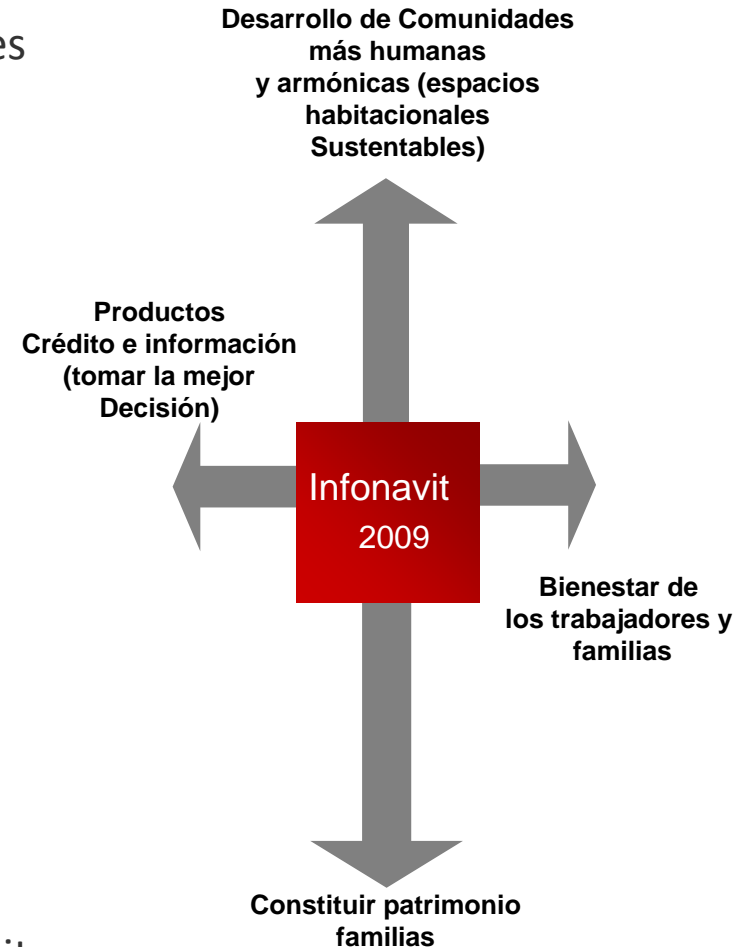 Desarrollo de Comunidades
más humanas
y armónicas (espacios
habitacionales
Sustentables)
es
Productos
Crédito e información
(tomar la mejor
Decisión)
Infonavit
2009
Bienestar de
los trabajadores y
familias
Constituir patrimonio
familias